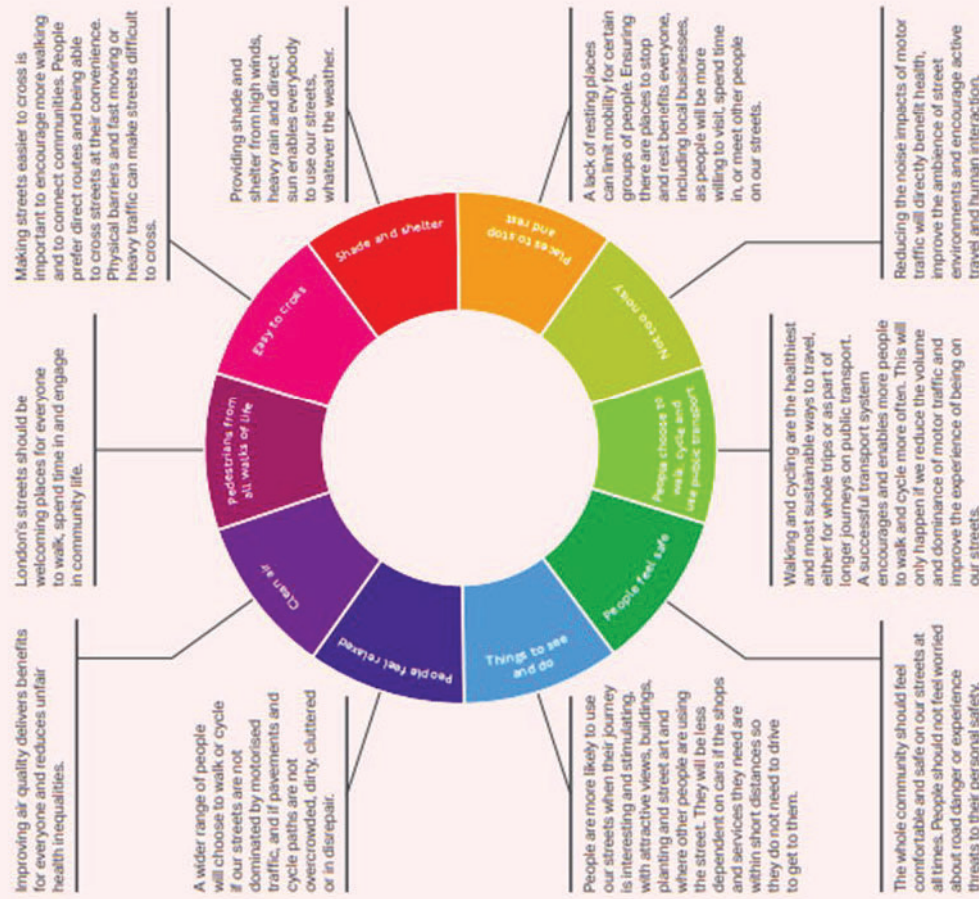 Improving air quality delivers benefits
for everyone and reduces unfair
health inequalities.
London's streets should be
welcoming places for everyone
to walk, spend time in and engage
in community life.
Making streets easier to cross is
important to encourage more walking
and to connect communities. People
prefer direct routes and being able
to cross streets at their convenience.
Physical barriers and fast moving or
heavy traffic can make streets difficult
to cross.
A wider range of people
will choose to walk or cycle
if our streets are not
dominated by motorised
traffic, and if pavements and
cycle paths are not
overcrowded, dirty, cluttered
or in disrepair.
Providing shade and
shelter from high winds,
heavy rain and direct
sun enables everybody
to use our streets,
whatever the weather.
Pedestrians from
all walks of life
Easy to cross
Shade and shelter
Places to stop
and rest
Not too noisy
People choose to
walk, cycle and
use public transport
People feel safe
Things to see
and do
People feel relaxed
Clean air
People are more likely to use
our streets when their journey
is interesting and stimulating,
with attractive views, buildings,
planting and street art and
where other people are using
the street. They will be less
dependent on cars if the shops
and services they need are
within short distances so
they do not need to drive
to get to them.
A lack of resting places
can limit mobility for certain
groups of people. Ensuring
there are places to stop
and rest benefits everyone,
including local businesses,
as people will be more
willing to visit, spend time
in, or meet other people
on our streets.
The whole community should feel
comfortable and safe on our streets at
all times. People should not feel worried
about road danger or experience
threats to their personal safety.
Walking and cycling are the healthiest
and most sustainable ways to travel,
either for whole trips or as part of
longer journeys on public transport.
A successful transport system
encourages and enables more people
to walk and cycle more often. This will
only happen if we reduce the volume
and dominance of motor traffic and
improve the experience of being on
our streets.
Reducing the noise impacts of motor
traffic will directly benefit health,
improve the ambience of street
environments and encourage active
travel and human interaction.